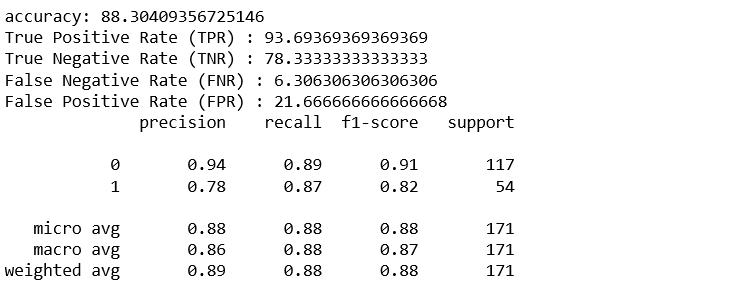 accuracy: 88.30409356725146
True Positive Rate (TPR) : 93.69369369369369
True Negative Rate (TNR) : 78.33333333333333
False Negative Rate (FNR) : 6.306306306306306
False Positive Rate (FPR) : 21.666666666666668
precision recall f1-score support
0 0.94 0.89 0.91 117
1 0.78 0.87 0.82 54
micro avg 0.88 0.88 0.88 171
macro avg 0.86 0.88 0.87 171
weighted avg 0.89 0.88 0.88 171